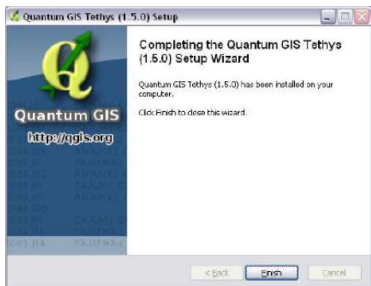 Quantum GIS Tethys (1.5.0) Setup
Completing the Quantum GIS Tethys
(1.5.0) Setup Wizard
Quantum GIS Tethys (1.5.0) has been installed on your
computer.
Click Finish to close this wizard.
Quantum GIS
http://qgis.org
< Back
Finish
Cancel